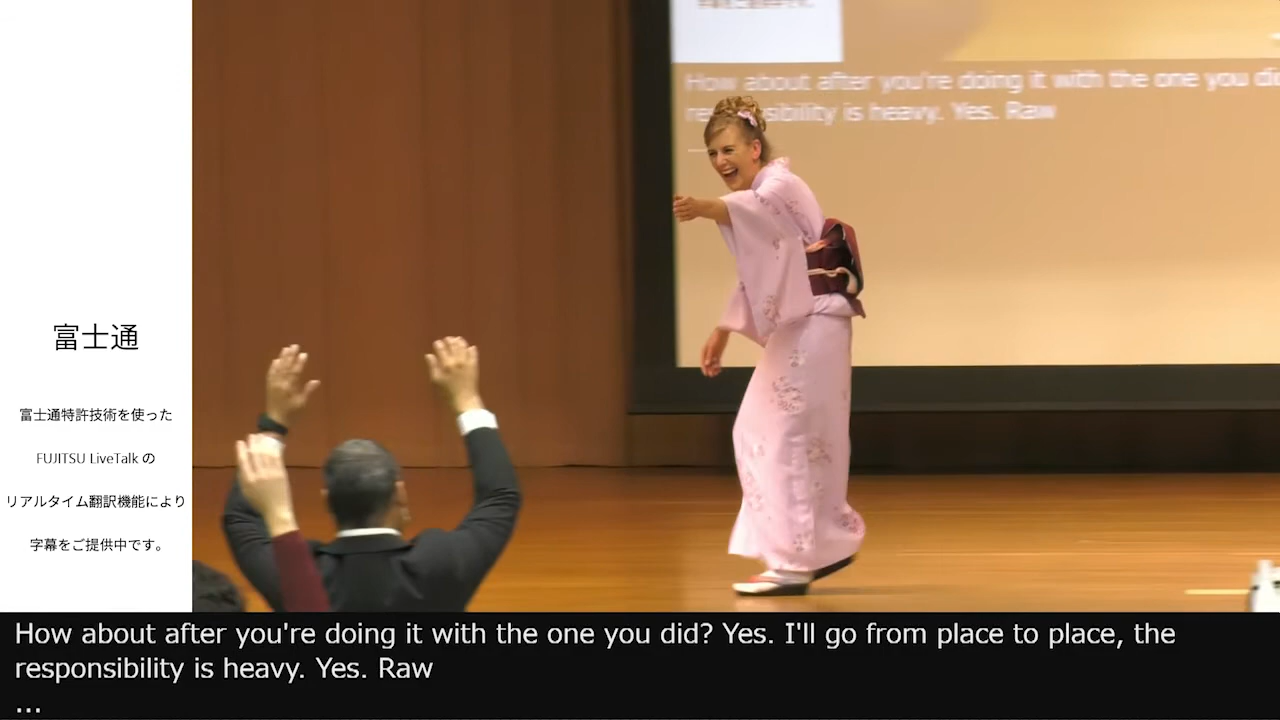 富士通
富士通特許技術を使った
FUJITSU LiveTalk の
リアルタイム翻訳機能により
字幕をご提供中です。
How about after you're doing it with the one you did
responsibility is heavy. Yes. Raw
How about after you're doing it with the one you did? Yes. I'll go from place to place, the
responsibility is heavy. Yes. Raw
...